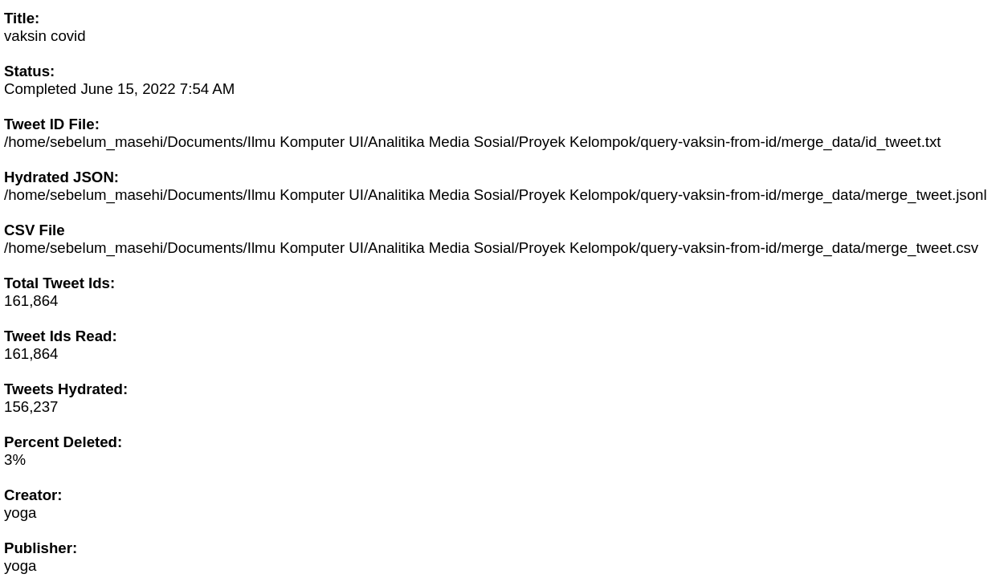 Title:
vaksin covid
Status:
Completed June 15, 2022 7:54 AM
Tweet ID File:
/home/sebelum_masehi/Documents/Ilmu Komputer UI/Analitika Media Sosial/Proyek Kelompok/query-vaksin-from-id/merge_data/id_tweet.txt
Hydrated JSON:
/home/sebelum_masehi/Documents/Ilmu Komputer UI/Analitika Media Sosial/Proyek Kelompok/query-vaksin-from-id/merge_data/merge_tweet.jsonl
CSV File
/home/sebelum_masehi/Documents/Ilmu Komputer UI/Analitika Media Sosial/Proyek Kelompok/query-vaksin-from-id/merge_data/merge_tweet.csv
Total Tweet Ids:
161,864
Tweet Ids Read:
161,864
Tweets Hydrated:
156,237
Percent Deleted:
3%
Creator:
yoga
Publisher:
yoga